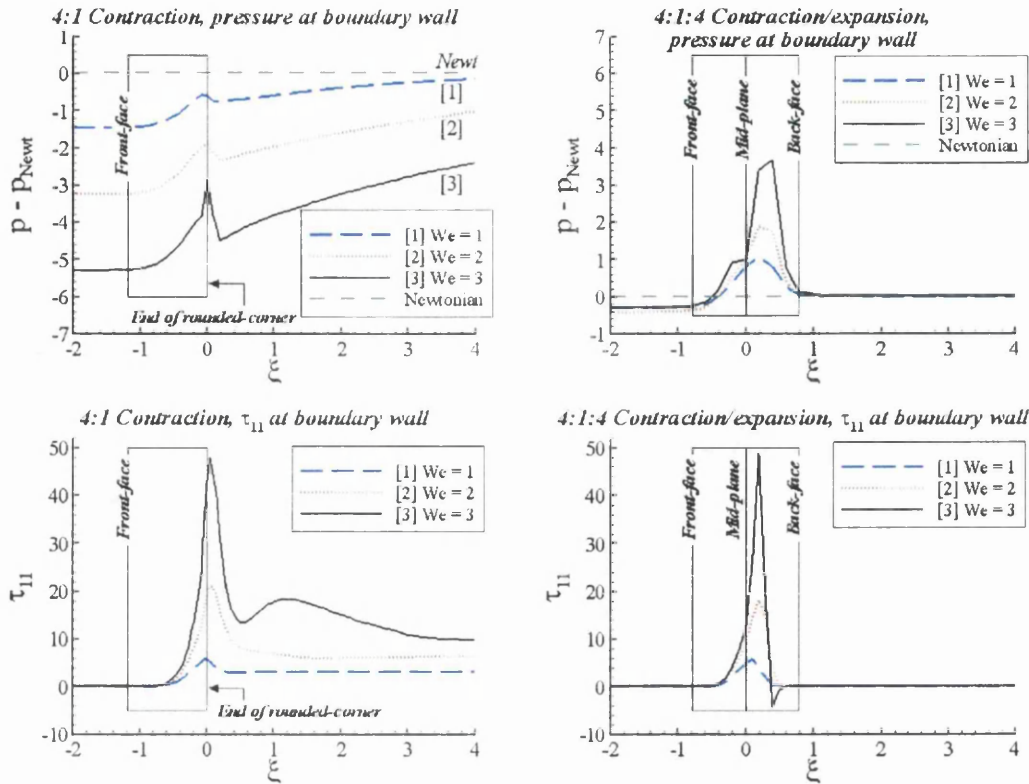 4:1 Contraction, pressure at boundary wall
1
0
-1
-2
-3
-4
-5
-6
-7
p - p_Newt
Front-face
Newt
[1]
[2]
[3]
[1] We = 1
[2] We = 2
[3] We = 3
Newtonian
End of rounded-corner
-2 -1 0 1 2 3 4
ξ
4:1:4 Contraction/expansion,
pressure at boundary wall
7
6
5
4
3
2
1
0
-1
p - p_Newt
Front-face
Mid-plane
Back-face
[1] We = 1
[2] We = 2
[3] We = 3
Newtonian
-2 -1 0 1 2 3 4
ξ
4:1 Contraction, τ₁₁ at boundary wall
50
40
30
20
10
0
-10
τ₁₁
Front-face
[1] We = 1
[2] We = 2
[3] We = 3
End of rounded-corner
-2 -1 0 1 2 3 4
ξ
4:1:4 Contraction/expansion, τ₁₁ at boundary wall
50
40
30
20
10
0
-10
τ₁₁
Front-face
Mid-plane
Back-face
[1] We = 1
[2] We = 2
[3] We = 3
-2 -1 0 1 2 3 4
ξ